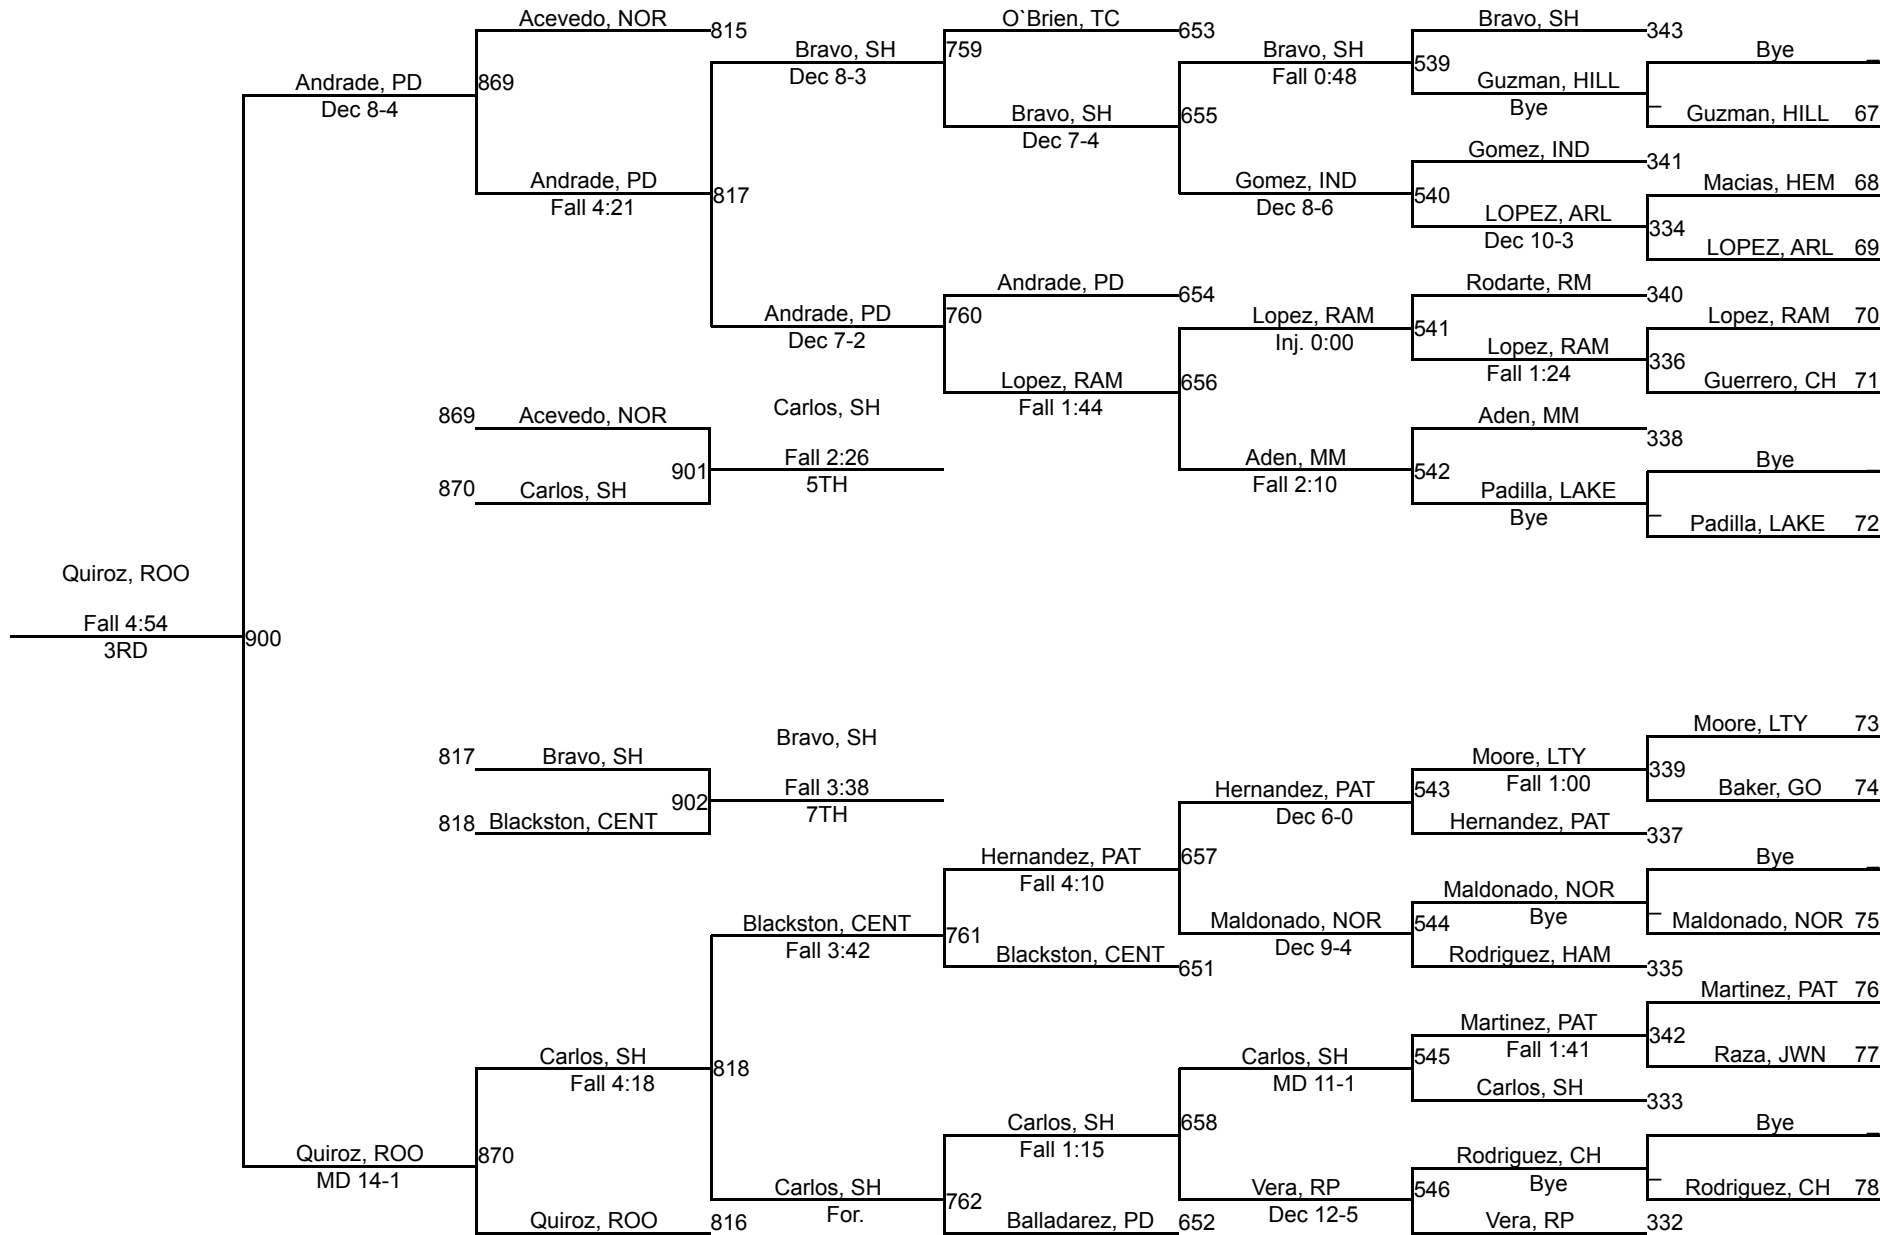 Acevedo, NOR
815
O`Brien, TC
653
Bravo, SH
343
Bravo, SH
Dec 8-3
759
Bravo, SH
Fall 0:48
539
Bye
_
Andrade, PD
Dec 8-4
869
Guzman, HILL
Bye
_
Guzman, HILL 67
Bravo, SH
Dec 7-4
655
Gomez, IND
341
Andrade, PD
Fall 4:21
817
Gomez, IND
Dec 8-6
540
Macias, HEM 68
LOPEZ, ARL
Dec 10-3
334
LOPEZ, ARL 69
Andrade, PD
654
Rodarte, RM
340
Andrade, PD
Dec 7-2
760
Lopez, RAM
Inj. 0:00
541
Lopez, RAM 70
Lopez, RAM
Fall 1:24
336
Guerrero, CH 71
Lopez, RAM
Fall 1:44
656
869 Acevedo, NOR
Carlos, SH
Aden, MM
338
901
Fall 2:26
5TH
Aden, MM
Fall 2:10
542
Bye
_
870 Carlos, SH
Padilla, LAKE
Bye
_
Padilla, LAKE 72
Quiroz, ROO
Fall 4:54
3RD
900
Moore, LTY 73
817 Bravo, SH
Bravo, SH
Moore, LTY
Fall 1:00
339
902
Fall 3:38
7TH
Hernandez, PAT
Dec 6-0
543
Baker, GO 74
818 Blackston, CENT
Hernandez, PAT
337
Hernandez, PAT
Fall 4:10
657
Bye
_
Maldonado, NOR
Bye
_
Blackston, CENT
Fall 3:42
761
Maldonado, NOR
Dec 9-4
544
Maldonado, NOR 75
Blackston, CENT
651
Rodriguez, HAM
335
Martinez, PAT 76
Martinez, PAT
Fall 1:41
342
Carlos, SH
Fall 4:18
818
Carlos, SH
MD 11-1
545
Raza, JWN 77
Carlos, SH
333
Carlos, SH
Fall 1:15
658
Bye
_
Quiroz, ROO
MD 14-1
870
Rodriguez, CH
Bye
_
Carlos, SH
For.
762
Vera, RP
Dec 12-5
546
Rodriguez, CH 78
Quiroz, ROO
816
Balladarez, PD
652
Vera, RP
332